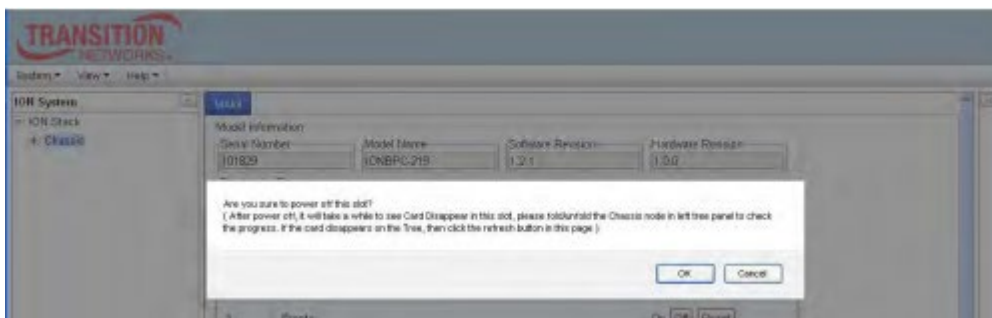 TRANSITION
NETWORKS
System View Help
ION System
ION Stack
Chassis
MAIN
Model Information
Serial Number Model Name Software Revision Hardware Revision
101829 IONBPC-219 1.2.1 1.0.0
Are you sure to power off this slot?
( After power off, it will take a while to see Card Disappear in this slot, please fold/unfold the Chassis node in left tree panel to check
the progress. If the card disappears on the Tree, then click the refresh button in this page )
OK Cancel